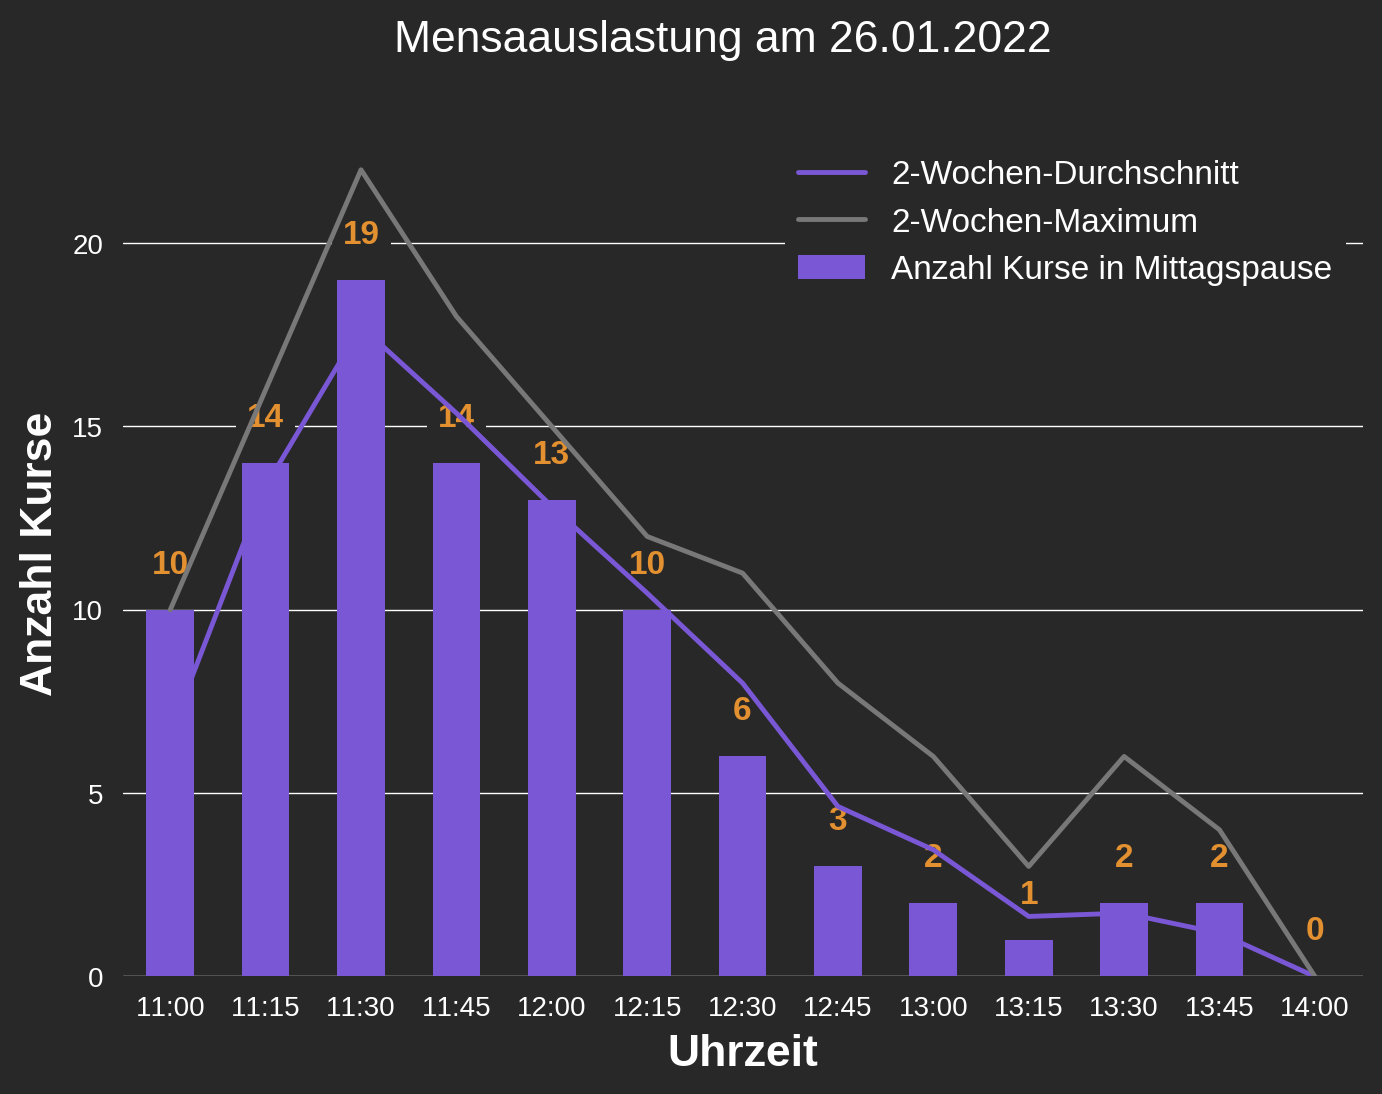 Mensaauslastung am 26.01.2022
2-Wochen-Durchschnitt
2-Wochen-Maximum
Anzahl Kurse in Mittagspause
Anzahl Kurse
20
15
10
5
0
10
14
19
14
13
10
6
3
2
1
2
2
0
11:00 11:15 11:30 11:45 12:00 12:15 12:30 12:45 13:00 13:15 13:30 13:45 14:00
Uhrzeit